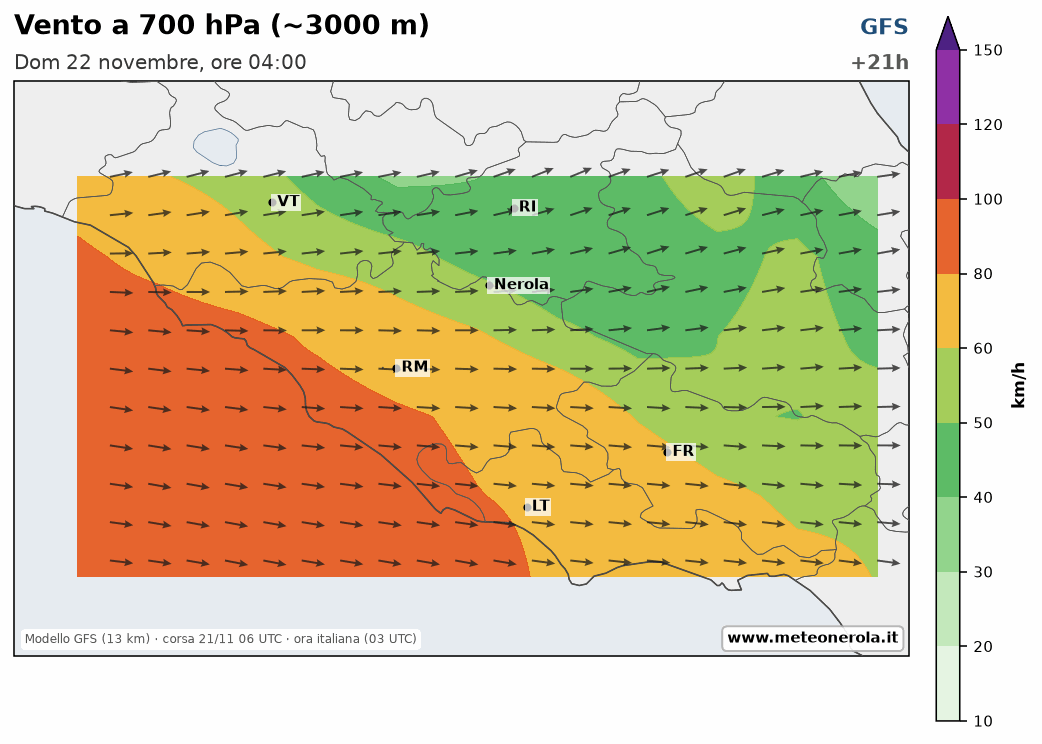 Vento a 700 hPa (~3000 m)
GFS
Dom 22 novembre, ore 04:00
+21h
150
120
100
80
60
50
40
30
20
10
km/h
VT
RI
Nerola
RM
FR
LT
Modello GFS (13 km) · corsa 21/11 06 UTC · ora italiana (03 UTC)
www.meteonerola.it